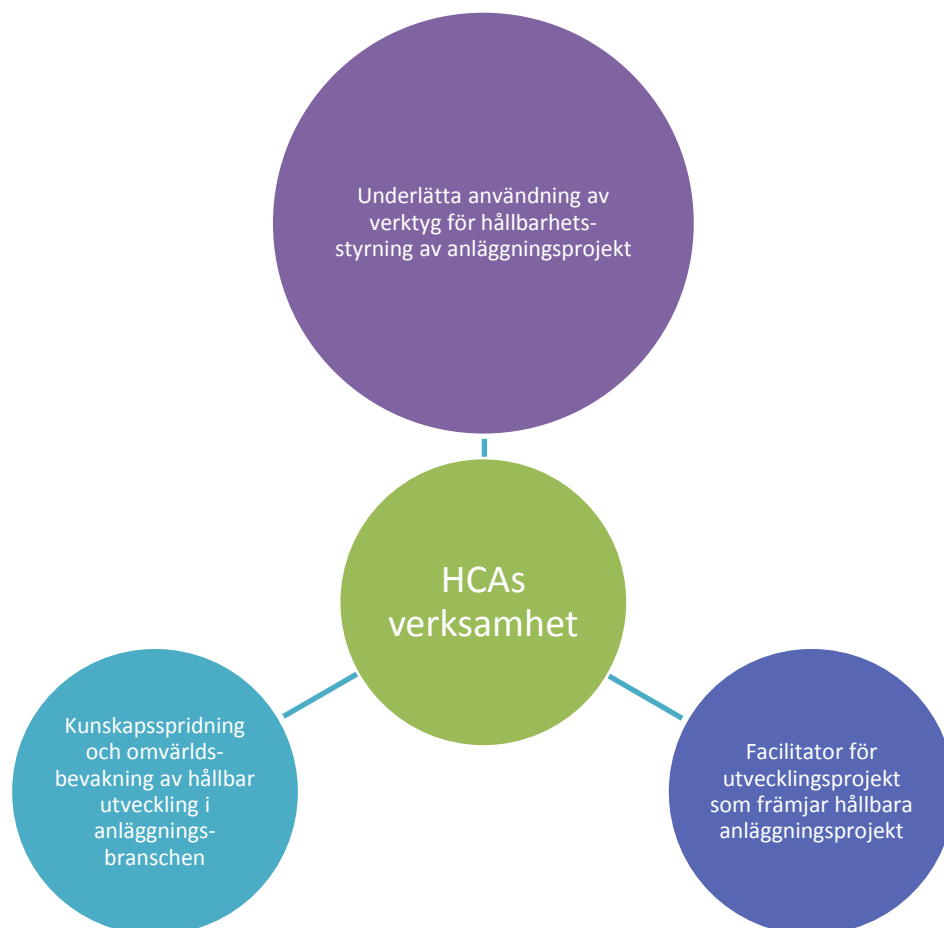 Underlätta användning av
verktyg för hållbarhets-
styrning av anläggningsprojekt
HCAs
verksamhet
Kunskapsspridning
och omvärlds-
bevakning av hållbar
utveckling i
anläggnings-
branschen
Facilitator för
utvecklingsprojekt
som främjar hållbara
anläggningsprojekt